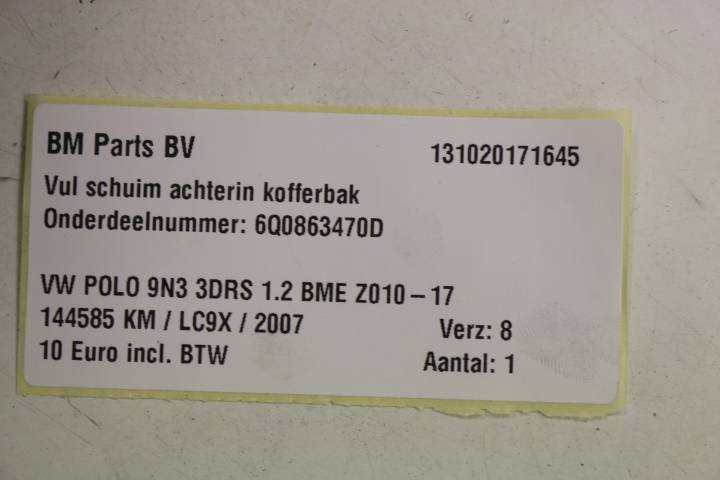 BM Parts BV 131020171645
Vul schuim achterin kofferbak
Onderdeelnummer: 6Q0863470D
VW POLO 9N3 3DRS 1.2 BME Z010 – 17
144585 KM / LC9X / 2007 Verz: 8
10 Euro incl. BTW Aantal: 1